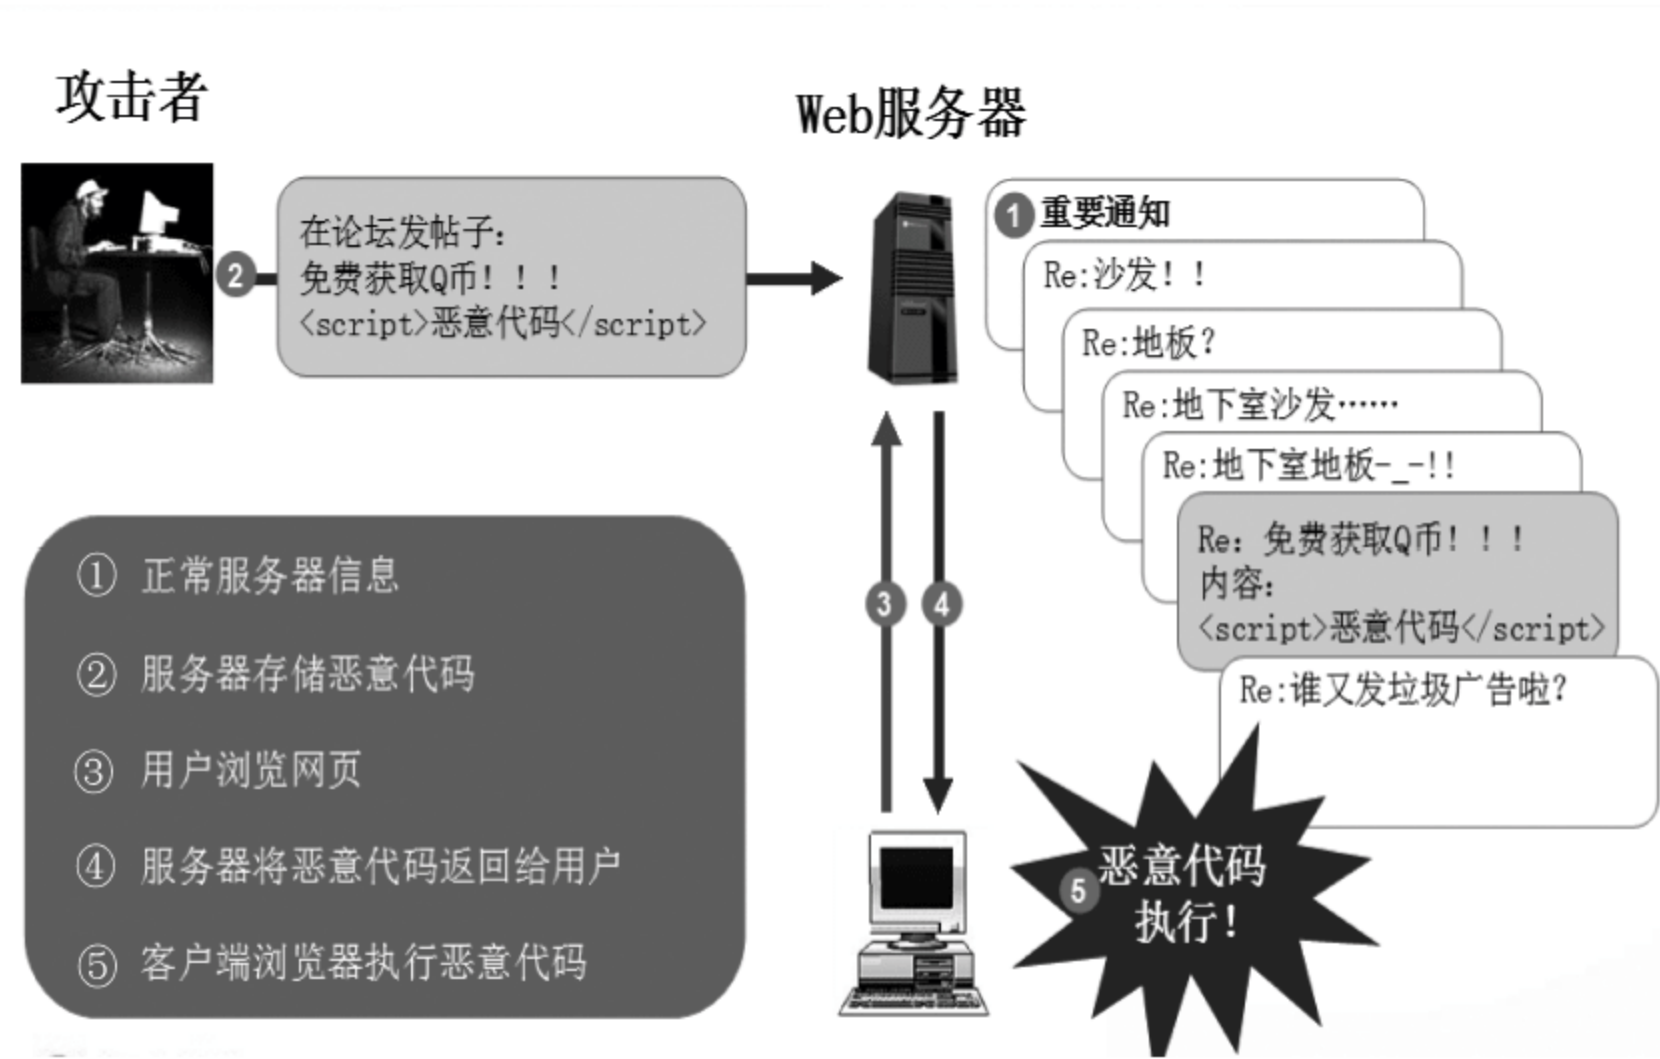 攻击者
Web服务器
② 在论坛发帖子：
免费获取Q币！！！
<script>恶意代码</script>
① 重要通知
Re:沙发！！
Re:地板？
Re:地下室沙发……
Re:地下室地板-_-!!
Re：免费获取Q币！！！
内容：
<script>恶意代码</script>
Re:谁又发垃圾广告啦？
3
4
① 正常服务器信息
② 服务器存储恶意代码
③ 用户浏览网页
④ 服务器将恶意代码返回给用户
⑤ 客户端浏览器执行恶意代码
5 恶意代码
执行！